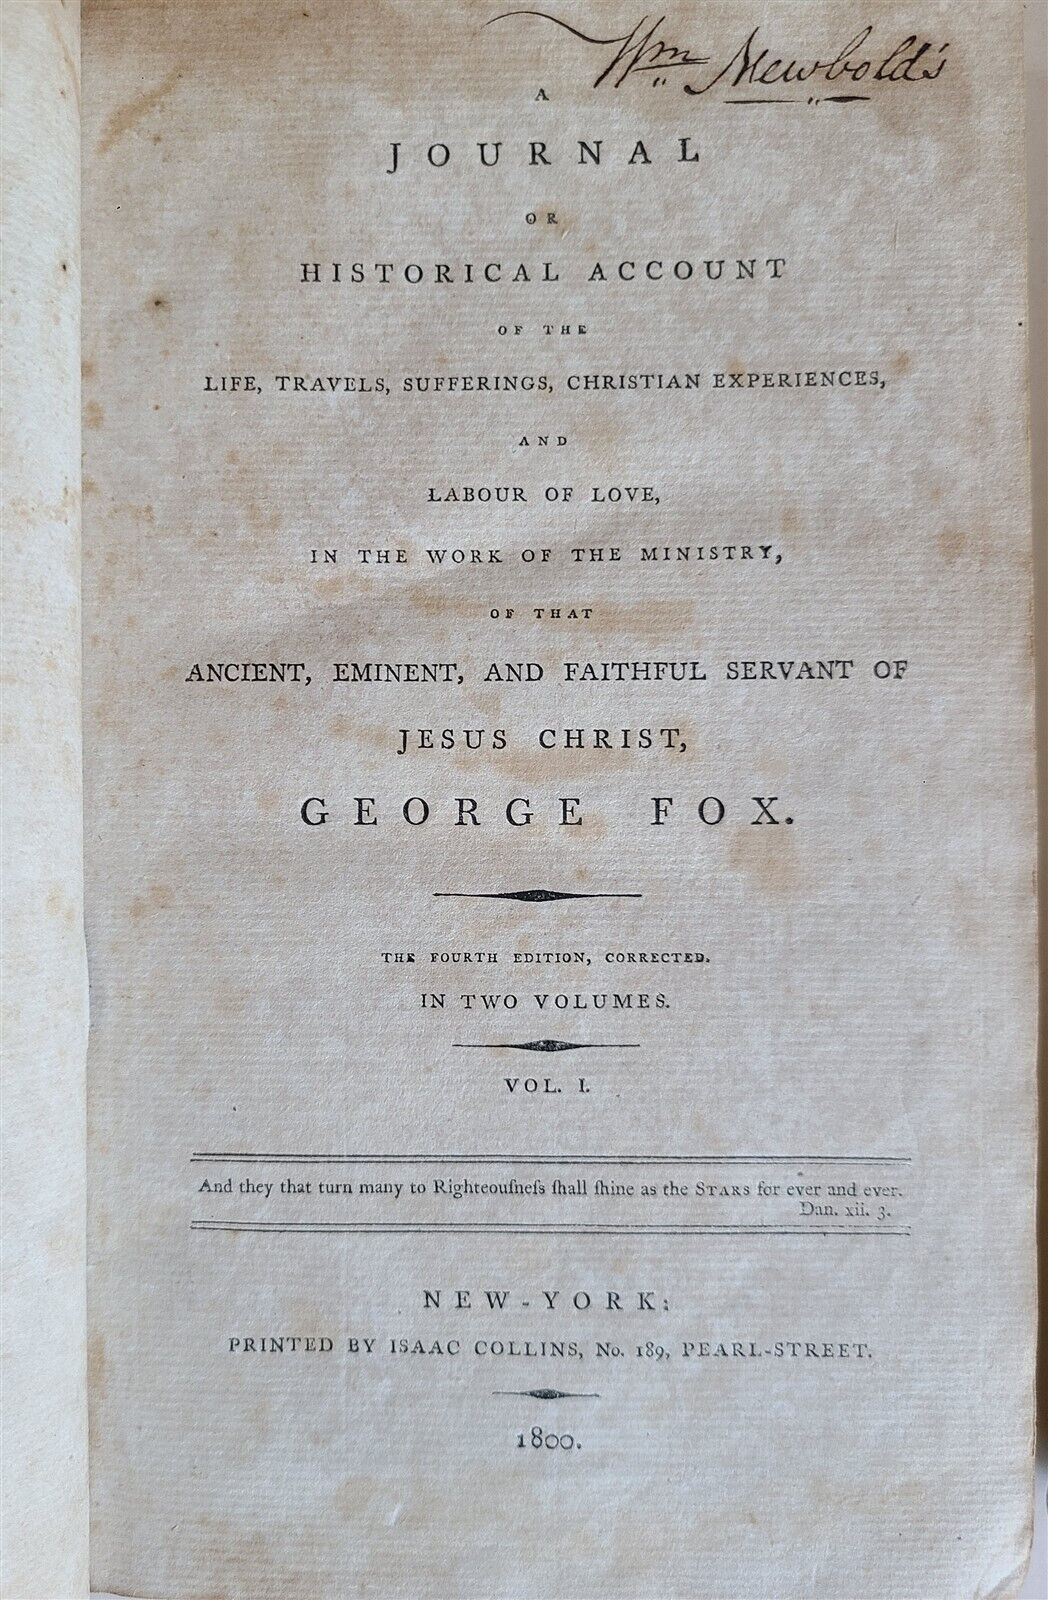 Wm Newbold's
A
JOURNAL
OR
HISTORICAL ACCOUNT
OF THE
LIFE, TRAVELS, SUFFERINGS, CHRISTIAN EXPERIENCES,
AND
LABOUR OF LOVE,
IN THE WORK OF THE MINISTRY,
OF THAT
ANCIENT, EMINENT, AND FAITHFUL SERVANT OF
JESUS CHRIST,
GEORGE FOX.
THE FOURTH EDITION, CORRECTED.
IN TWO VOLUMES.
VOL. I.
And they that turn many to Righteouſneſs ſhall ſhine as the STARS for ever and ever.
Dan. xii. 3.
NEW-YORK:
PRINTED BY ISAAC COLLINS, No. 189, PEARL-STREET.
1800.